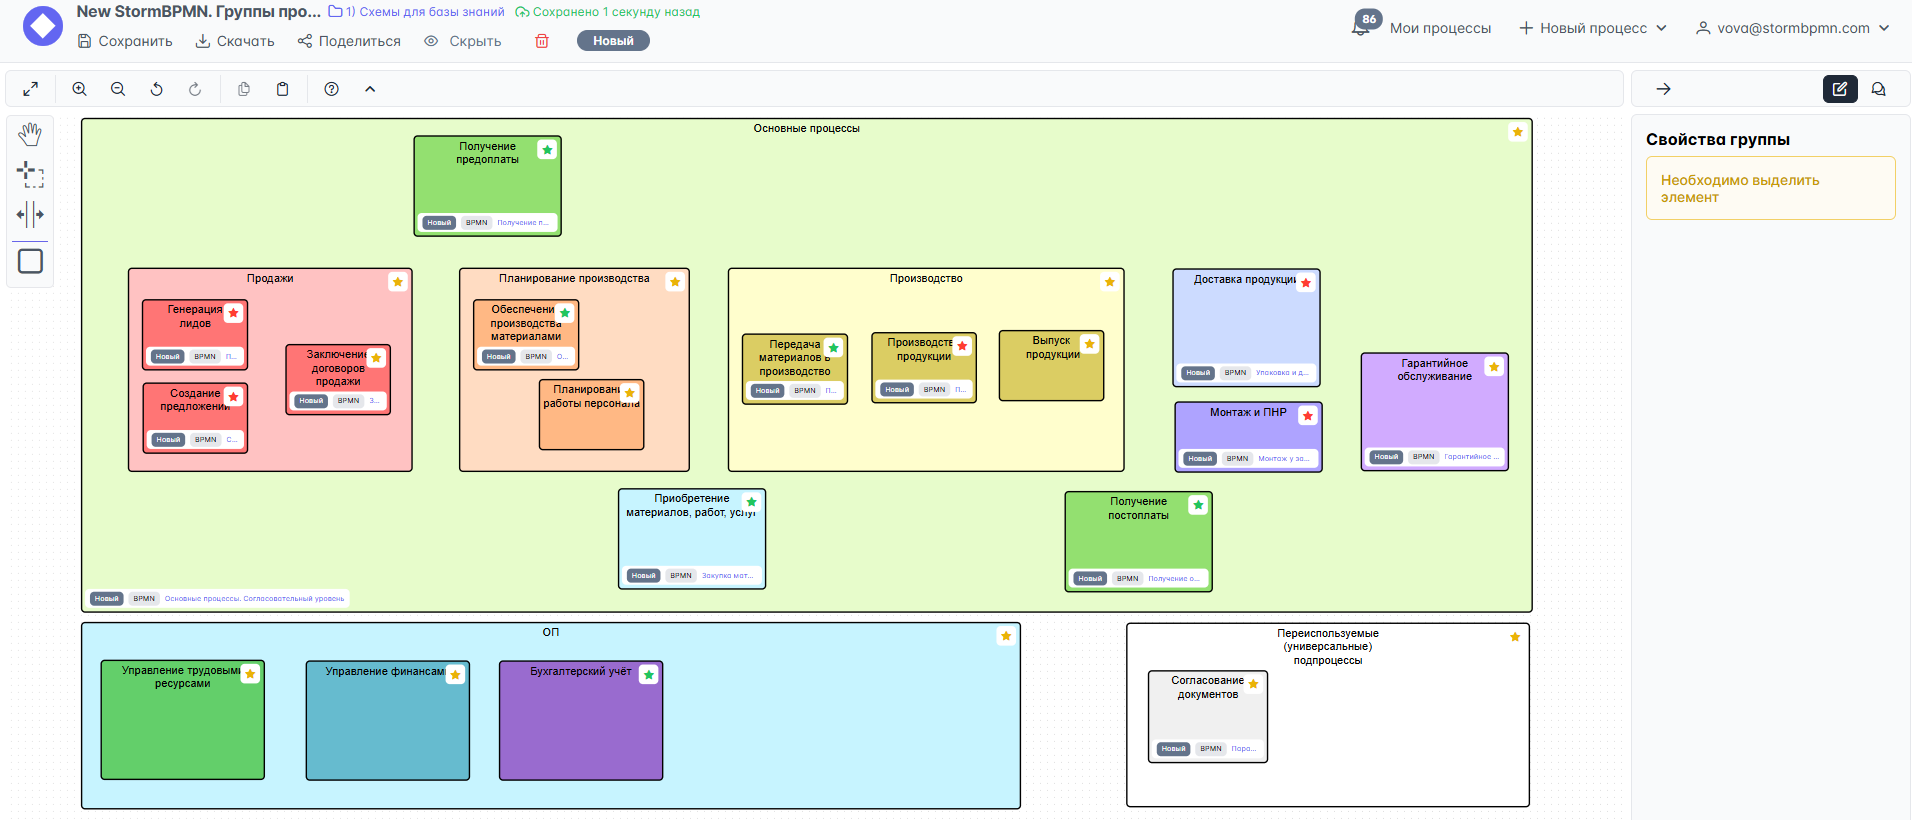 New StormBPMN. Группы про... 1) Схемы для базы знаний Сохранено 1 секунду назад
Сохранить Скачать Поделиться Скрыть Новый
86 Мои процессы Новый процесс vova@stormbpmn.com
Свойства группы
Необходимо выделить
элемент
Основные процессы
Получение
предоплаты
Новый BPMN Получение п...
Продажи
Генерация
лидов
Новый BPMN П...
Заключение
договоров
продажи
Новый BPMN З...
Создание
предложений
Новый BPMN С...
Планирование производства
Обеспечени
производства
материалами
Новый BPMN О...
Планировани
работы персонала
Производство
Передача
материалов в
производство
Новый BPMN П...
Производств
продукции
Новый BPMN П...
Выпуск
продукции
Доставка продукции
Новый BPMN Упаковка и д...
Монтаж и ПНР
Новый BPMN Монтаж у за...
Гарантийное
обслуживание
Новый BPMN Гарантийное ...
Приобретение
материалов, работ, услуг
Новый BPMN Закупка мат...
Получение
постоплаты
Новый BPMN Получение о...
Новый BPMN Основные процессы. Согласовательный уровень
ОП
Управление трудовыми
ресурсами
Управление финансам
Бухгалтерский учёт
Переиспользуемые
(универсальные)
подпроцессы
Согласование
документов
Новый BPMN Пара...